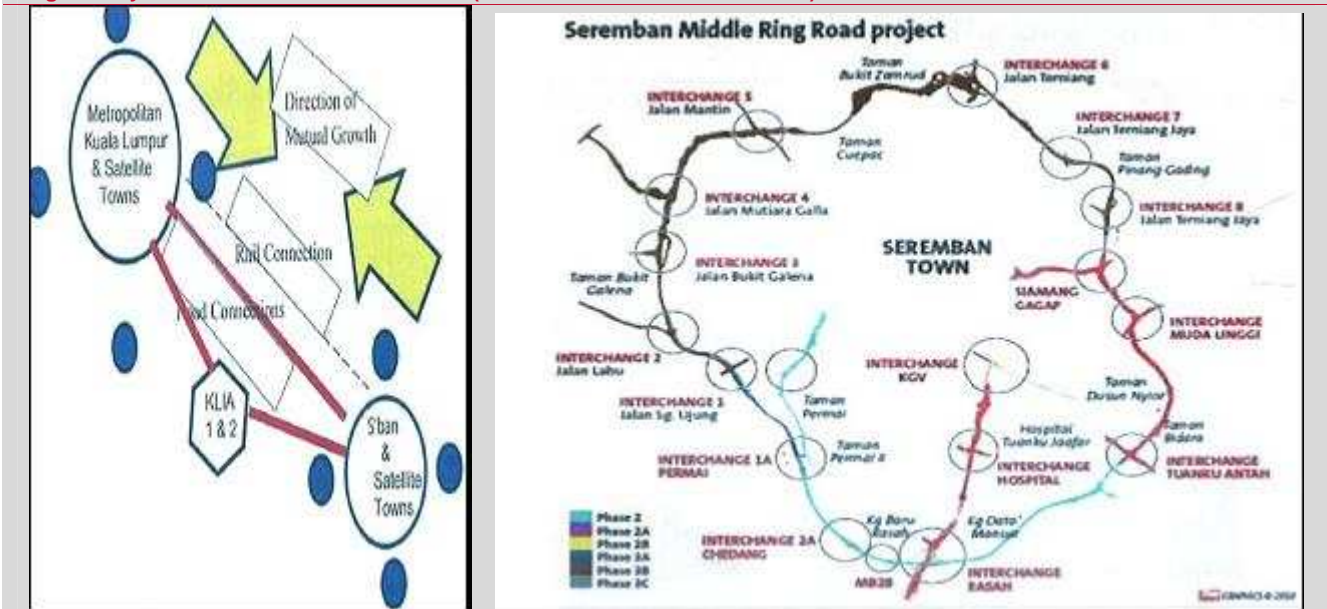 Metropolitan
Kuala Lumpur
& Satellite
Towns
Direction of
Mutual Growth
Rail Connection
Connections
KLIA
1 & 2
S'ban
&
Satellite
Towns
Seremban Middle Ring Road project
Taman
Bukit Zamrud
INTERCHANGE 6
Jalan Temiang
INTERCHANGE 5
Jalan Mantin
INTERCHANGE 7
Jalan Temiang Jaya
Taman
Cuepac
Taman
Pinang Gading
INTERCHANGE 4
Jalan Mutiara Galla
INTERCHANGE 8
Jalan Temiang Jaya
SEREMBAN
TOWN
INTERCHANGE 3
Jalan Bukit Galena
Taman Bukit
Galena
SIAMANG
GAGAP
INTERCHANGE
MUDA LINGGI
INTERCHANGE 2
Jalan Labu
INTERCHANGE
KGV
INTERCHANGE 1
Jalan Sg. Ujung
Taman
Permai
Taman
Dusun Nyior
Taman
Permai II
Hospital
Tuanku Jaafar
Taman
Bidara
INTERCHANGE 1A
PERMAI
INTERCHANGE
HOSPITAL
INTERCHANGE
TUANKU ANTAH
Phase 2
Phase 2A
Phase 2B
Phase 3A
Phase 3B
Phase 3C
Kg Baru
Rasah
Kg Dato'
Mansur
INTERCHANGE 2A
CHEDANG
MB2B
INTERCHANGE
RASAH
GRAPHICS © 2010